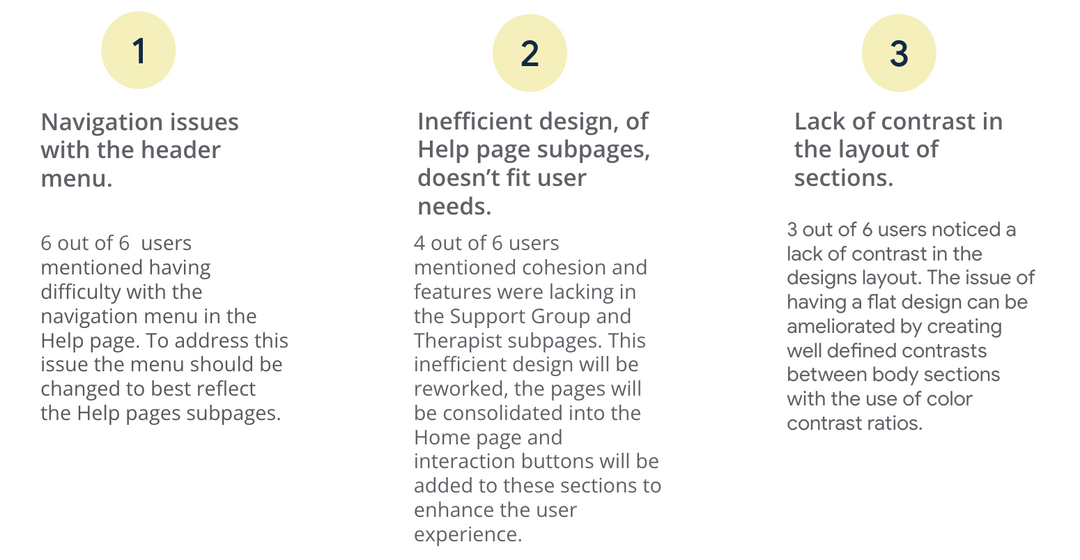 1
Navigation issues
with the header
menu.
6 out of 6  users
mentioned having
difficulty with the
navigation menu in the
Help page. To address this
issue the menu should be
changed to best reflect
the Help pages subpages.
2
Inefficient design, of
Help page subpages,
doesn’t fit user
needs.
4 out of 6 users
mentioned cohesion and
features were lacking in
the Support Group and
Therapist subpages. This
inefficient design will be
reworked, the pages will
be consolidated into the
Home page and
interaction buttons will be
added to these sections to
enhance the user
experience.
3
Lack of contrast in
the layout of
sections.
3 out of 6 users noticed a
lack of contrast in the
designs layout. The issue of
having a flat design can be
ameliorated by creating
well defined contrasts
between body sections
with the use of color
contrast ratios.